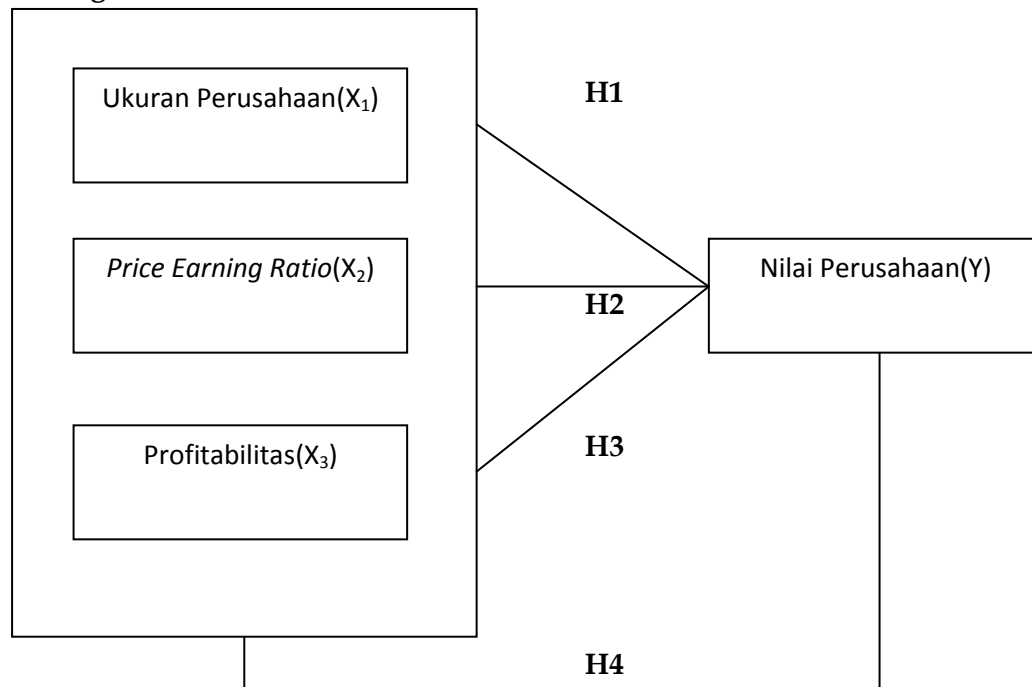 Ukuran Perusahaan(X₁)
H1
Price Earning Ratio(X₂)
Nilai Perusahaan(Y)
H2
Profitabilitas(X₃)
H3
H4